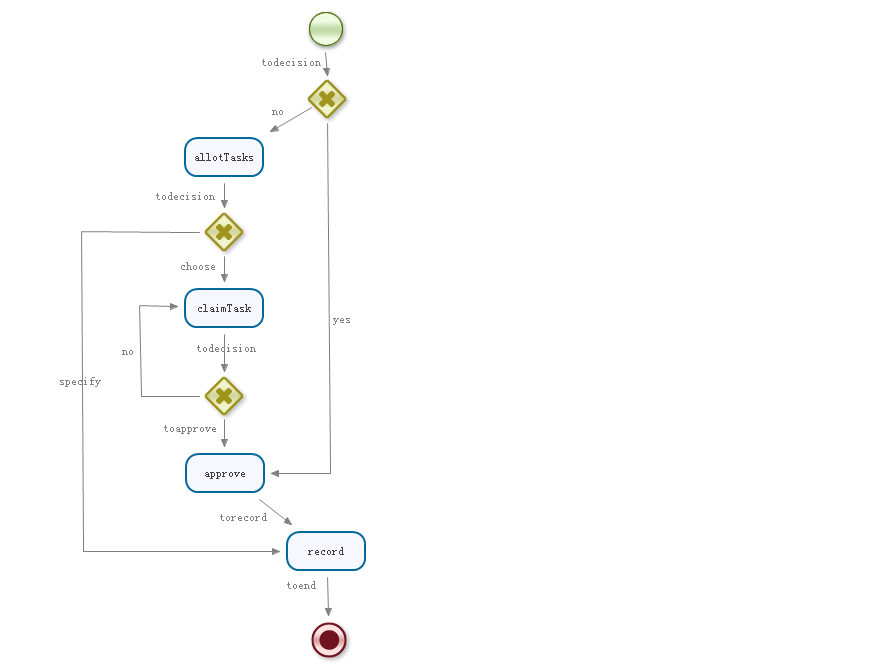 todecision
no
allotTasks
todecision
choose
claimTask
yes
todecision
no
specify
toapprove
approve
torecord
record
toend